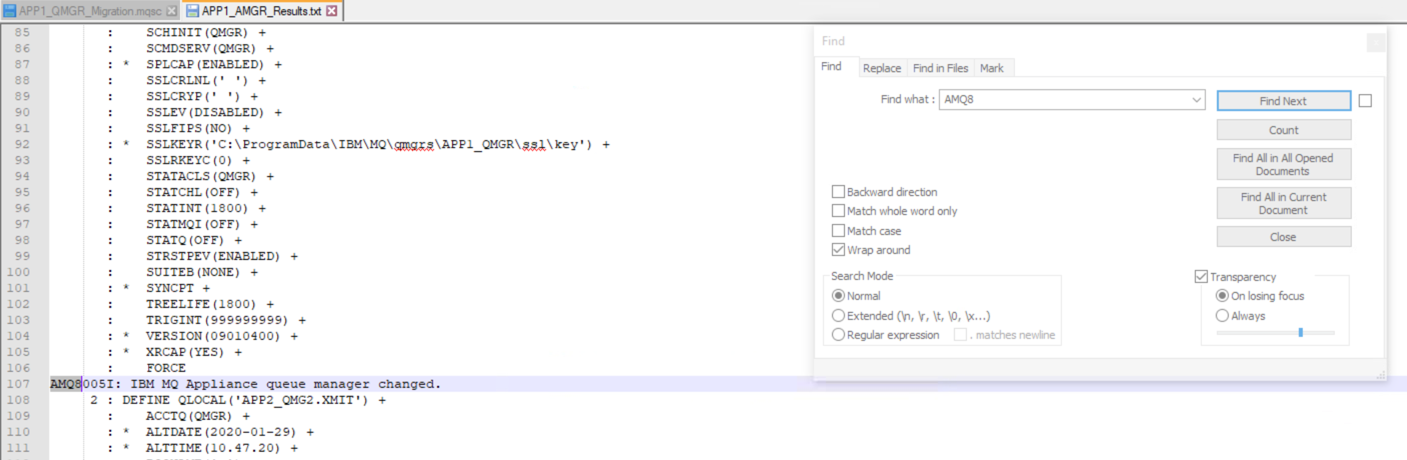 APP1_QMGR_Migration.mqsc APP1_AMGR_Results.txt
85 : SCHINIT(QMGR) +
86 : SCMDSERV(QMGR) +
87 : * SPLCAP(ENABLED) +
88 : SSLCRLNL(' ') +
89 : SSLCRYP(' ') +
90 : SSLEV(DISABLED) +
91 : SSLFIPS(NO) +
92 : * SSLKEYR('C:\ProgramData\IBM\MQ\qmgrs\APP1_QMGR\ssl\key') +
93 : SSLRKEYC(0) +
94 : STATACLS(QMGR) +
95 : STATCHL(OFF) +
96 : STATINT(1800) +
97 : STATMQI(OFF) +
98 : STATQ(OFF) +
99 : STRSTPEV(ENABLED) +
100 : SUITEB(NONE) +
101 : * SYNCPT +
102 : TREELIFE(1800) +
103 : TRIGINT(999999999) +
104 : * VERSION(09010400) +
105 : * XRCAP(YES) +
106 : FORCE
107 AMQ8005I: IBM MQ Appliance queue manager changed.
108 2 : DEFINE QLOCAL('APP2_QMG2.XMIT') +
109 : ACCTQ(QMGR) +
110 : * ALTDATE(2020-01-29) +
111 : * ALTTIME(10.47.20) +
Find
Find Replace Find in Files Mark
Find what : AMQ8
Find Next
Count
Find All in All Opened
Documents
Find All in Current
Document
Close
Backward direction
Match whole word only
Match case
Wrap around
Search Mode
Normal
Extended (\n, \r, \t, \0, \x...)
Regular expression . matches newline
Transparency
On losing focus
Always